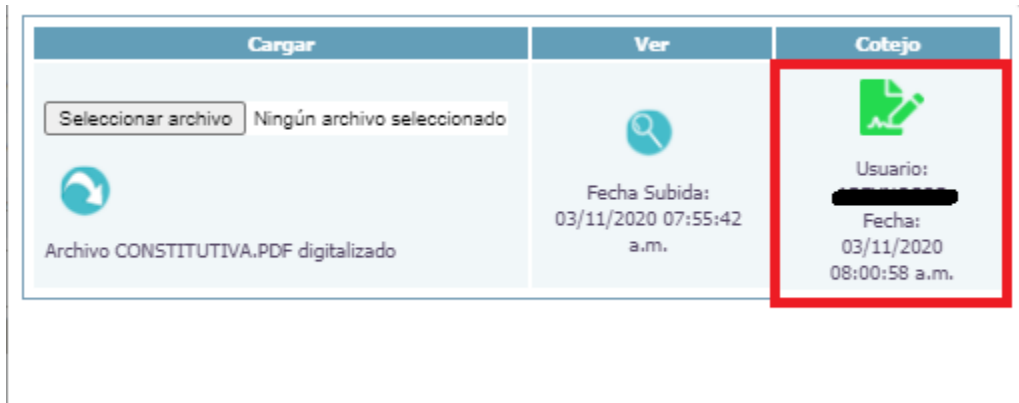 Cargar
Ver
Cotejo
Seleccionar archivo Ningún archivo seleccionado
Archivo CONSTITUTIVA.PDF digitalizado
Fecha Subida:
03/11/2020 07:55:42
a.m.
Usuario:
Fecha:
03/11/2020
08:00:58 a.m.